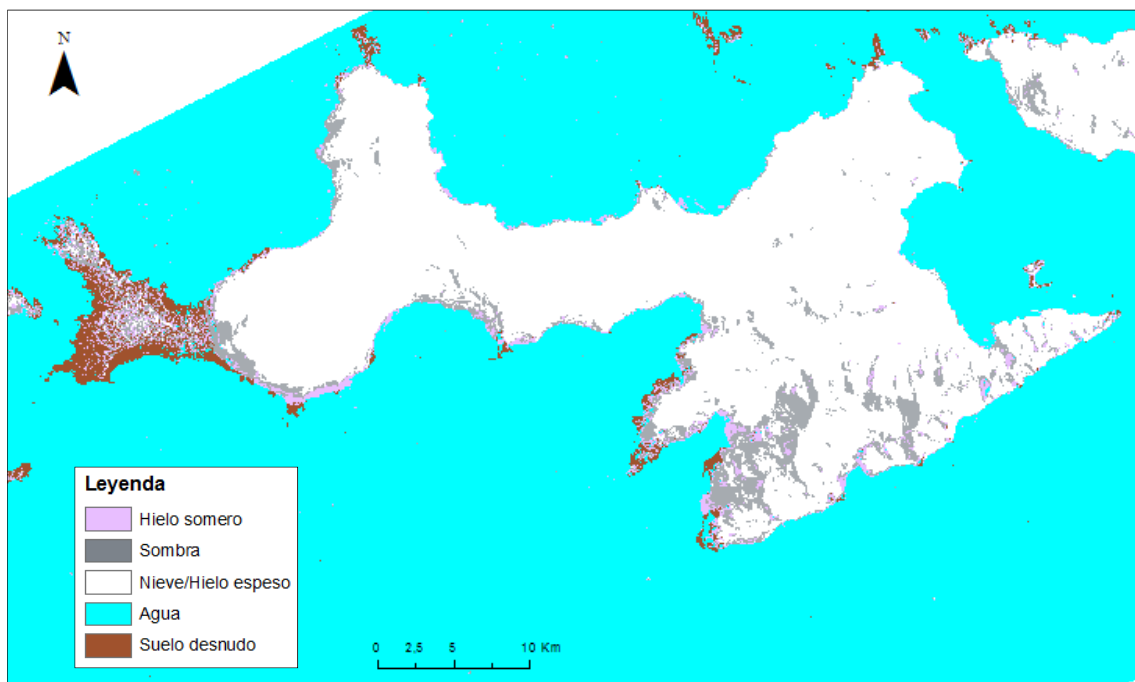 N
Leyenda
Hielo somero
Sombra
Nieve/Hielo espeso
Agua
Suelo desnudo
0 2,5 5 10 Km